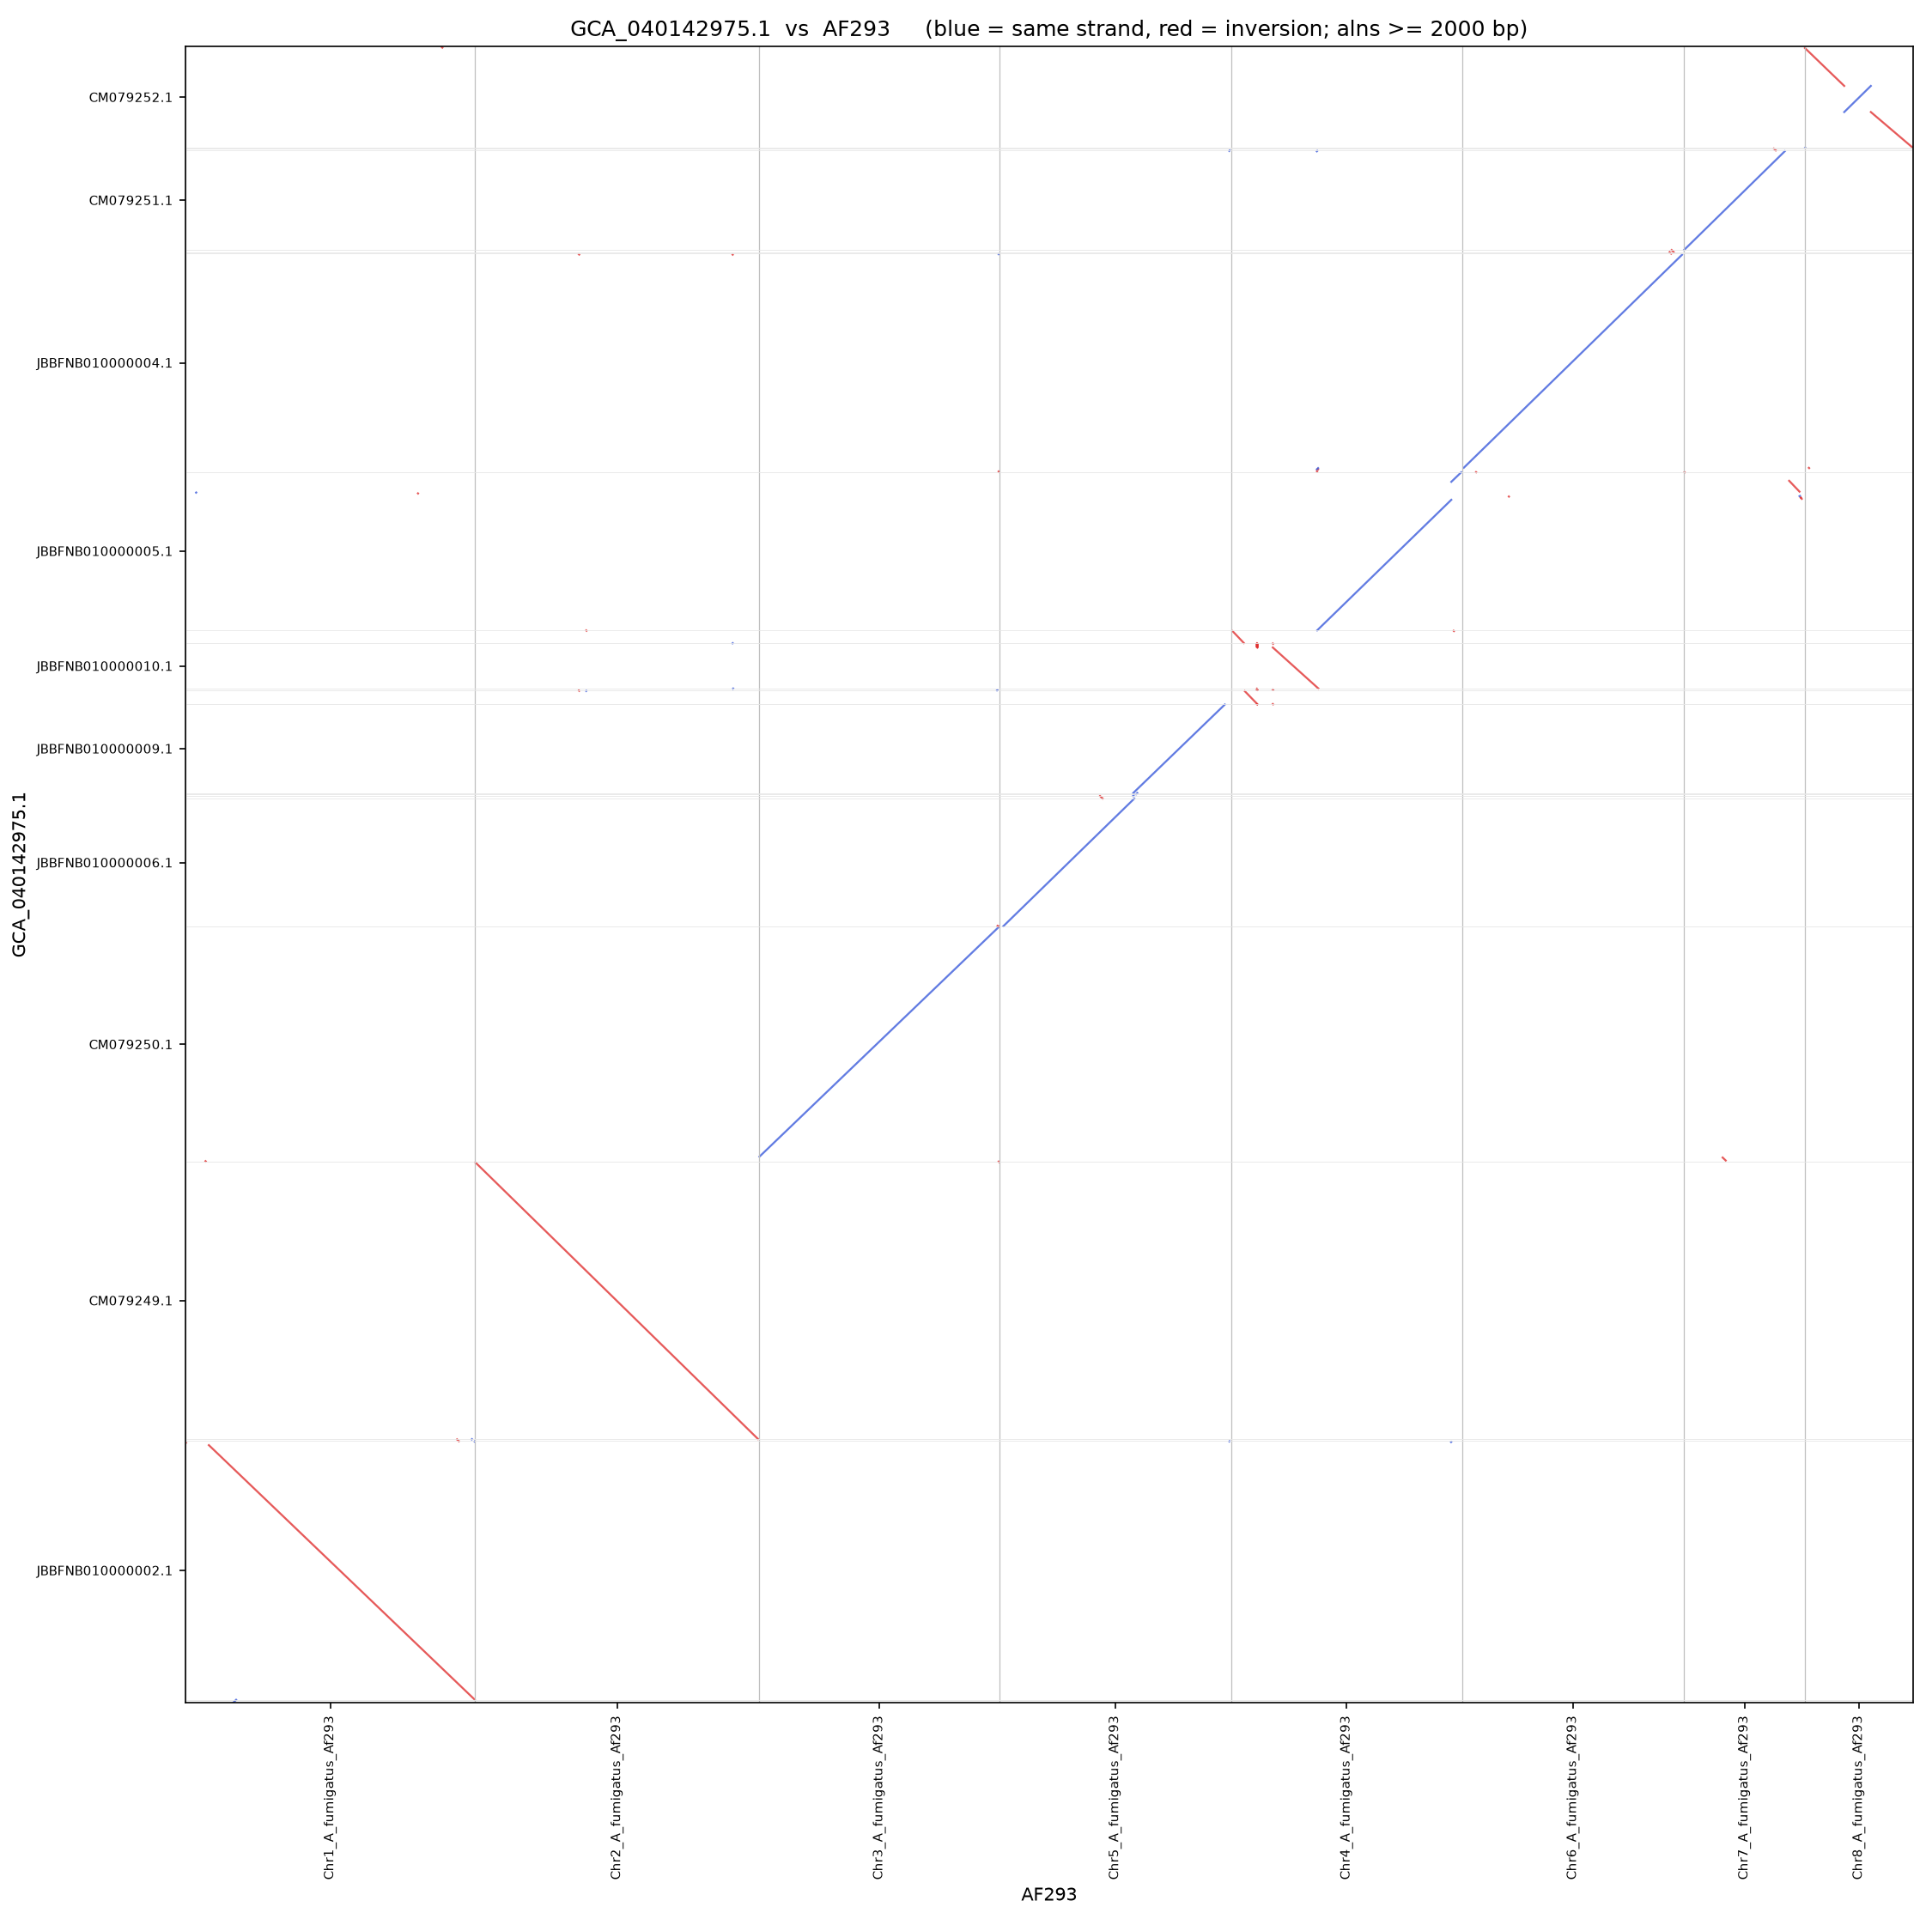 GCA_040142975.1 vs AF293 (blue = same strand, red = inversion; alns >= 2000 bp)
CM079252.1
CM079251.1
JBBFNB010000004.1
JBBFNB010000005.1
JBBFNB010000010.1
JBBFNB010000009.1
JBBFNB010000006.1
CM079250.1
CM079249.1
JBBFNB010000002.1
GCA_040142975.1
Chr1_A_fumigatus_Af293
Chr2_A_fumigatus_Af293
Chr3_A_fumigatus_Af293
Chr5_A_fumigatus_Af293
Chr4_A_fumigatus_Af293
Chr6_A_fumigatus_Af293
Chr7_A_fumigatus_Af293
Chr8_A_fumigatus_Af293
AF293